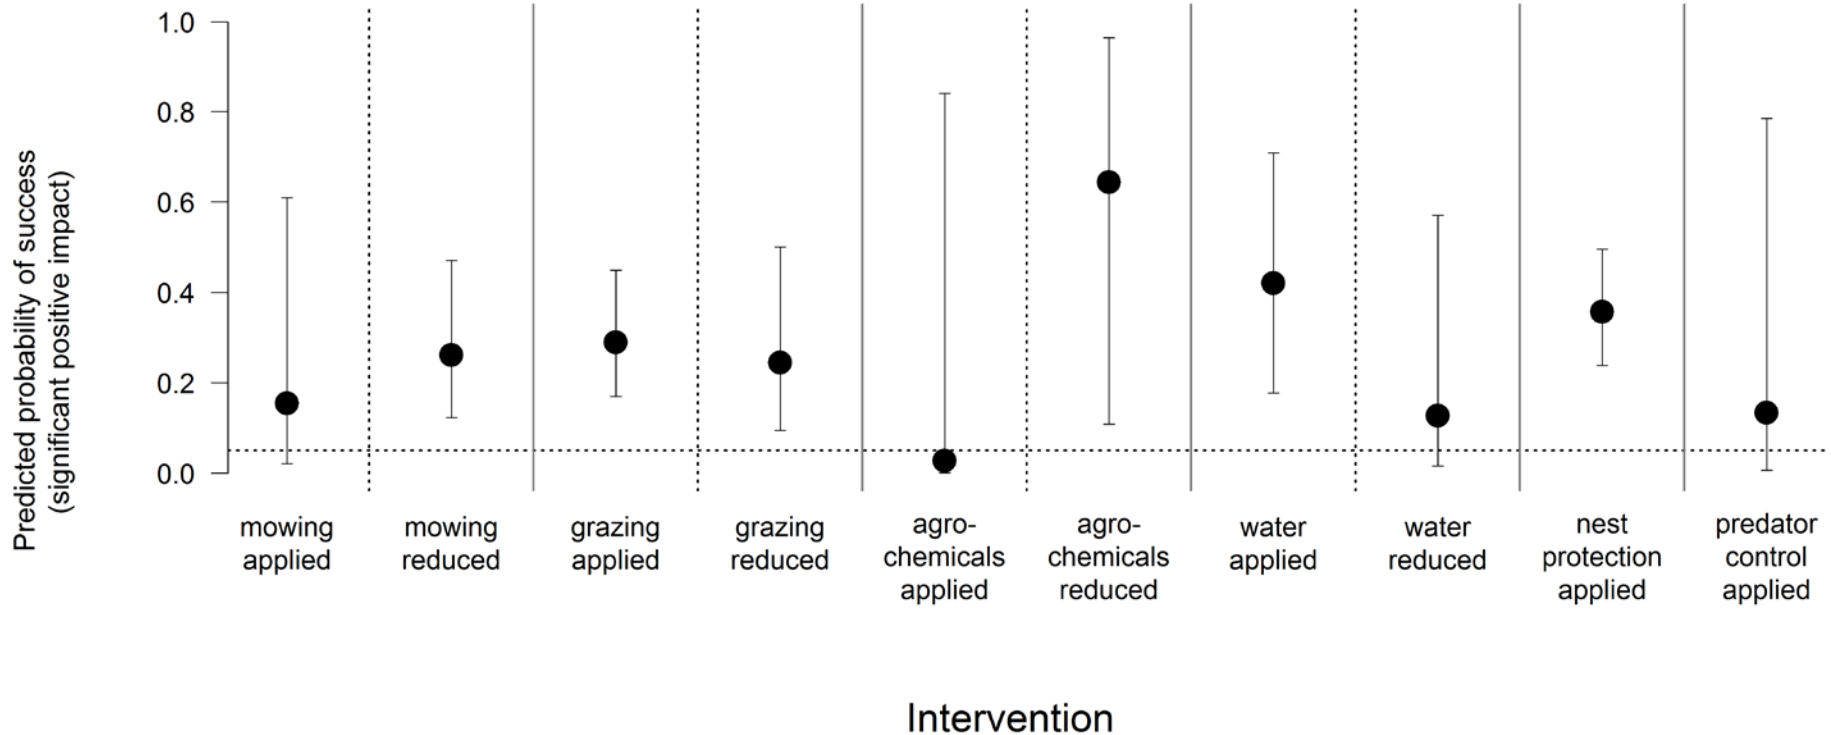 Predicted probability of success
(significant positive impact)
1.0
0.8
0.6
0.4
0.2
0.0
mowing
applied
mowing
reduced
grazing
applied
grazing
reduced
agro-
chemicals
applied
agro-
chemicals
reduced
water
applied
water
reduced
nest
protection
applied
predator
control
applied
Intervention